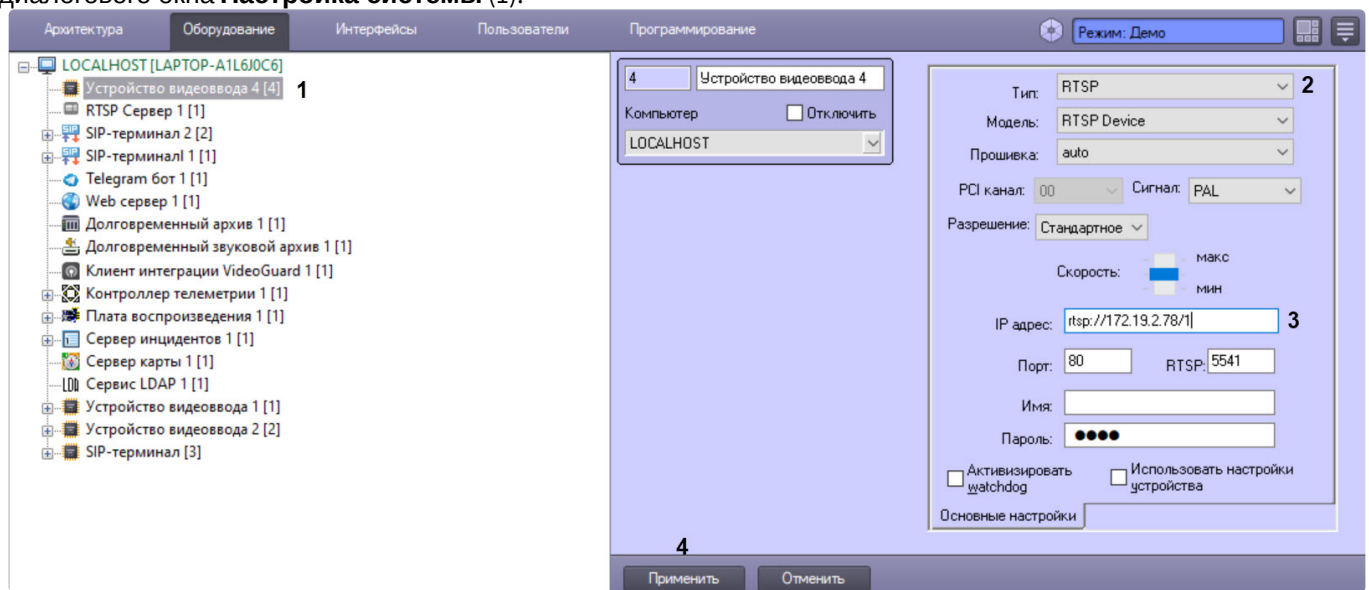 диалогового окна Настройка системы (1).
Архитектура Оборудование Интерфейсы Пользователи Программирование Режим: Демо
LOCALHOST [LAPTOP-A1L6J0C6]
Устройство видеоввода 4 [4] 1
RTSP Сервер 1 [1]
SIP-терминал 2 [2]
SIP-терминалl 1 [1]
Telegram бот 1 [1]
Web сервер 1 [1]
Долговременный архив 1 [1]
Долговременный звуковой архив 1 [1]
Клиент интеграции VideoGuard 1 [1]
Контроллер телеметрии 1 [1]
Плата воспроизведения 1 [1]
Сервер инцидентов 1 [1]
Сервер карты 1 [1]
Сервис LDAP 1 [1]
Устройство видеоввода 1 [1]
Устройство видеоввода 2 [2]
SIP-терминал [3]
4 Устройство видеоввода 4
Компьютер Отключить
LOCALHOST
Тип: RTSP 2
Модель: RTSP Device
Прошивка: auto
PCI канал: 00 Сигнал: PAL
Разрешение: Стандартное
макс
Скорость:
мин
IP адрес: rtsp://172.19.2.78/1 3
Порт: 80 RTSP: 5541
Имя:
Пароль: ●●●●
Активизировать watchdog
Использовать настройки устройства
Основные настройки
4
Применить Отменить